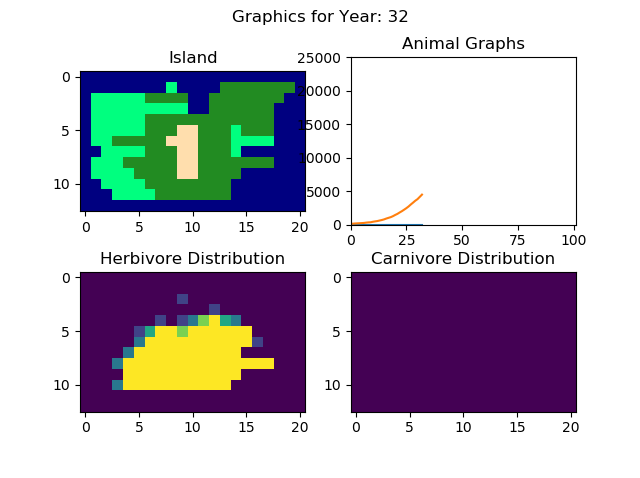 Graphics for Year: 32
Island
0
5
10
0 5 10 15 20
Animal Graphs
25000
20000
15000
10000
5000
0
0 25 50 75 100
Herbivore Distribution
0
5
10
0 5 10 15 20
Carnivore Distribution
0
5
10
0 5 10 15 20